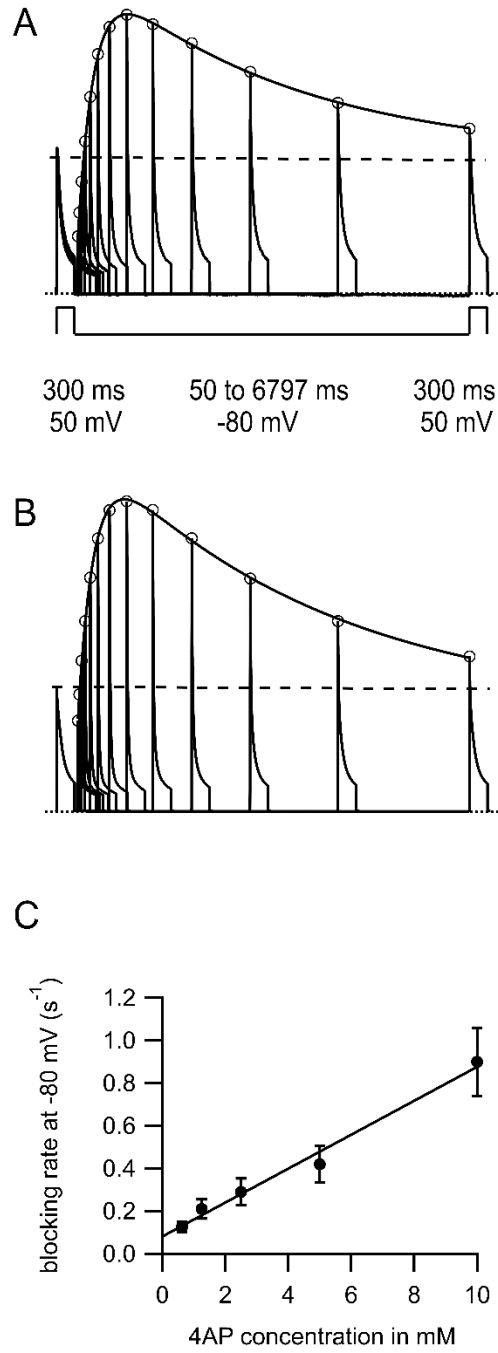 A
300 ms 50 to 6797 ms 300 ms
50 mV -80 mV 50 mV
B
C
blocking rate at -80 mV (s⁻¹)
1.2
1.0
0.8
0.6
0.4
0.2
0.0
0 2 4 6 8 10
4AP concentration in mM